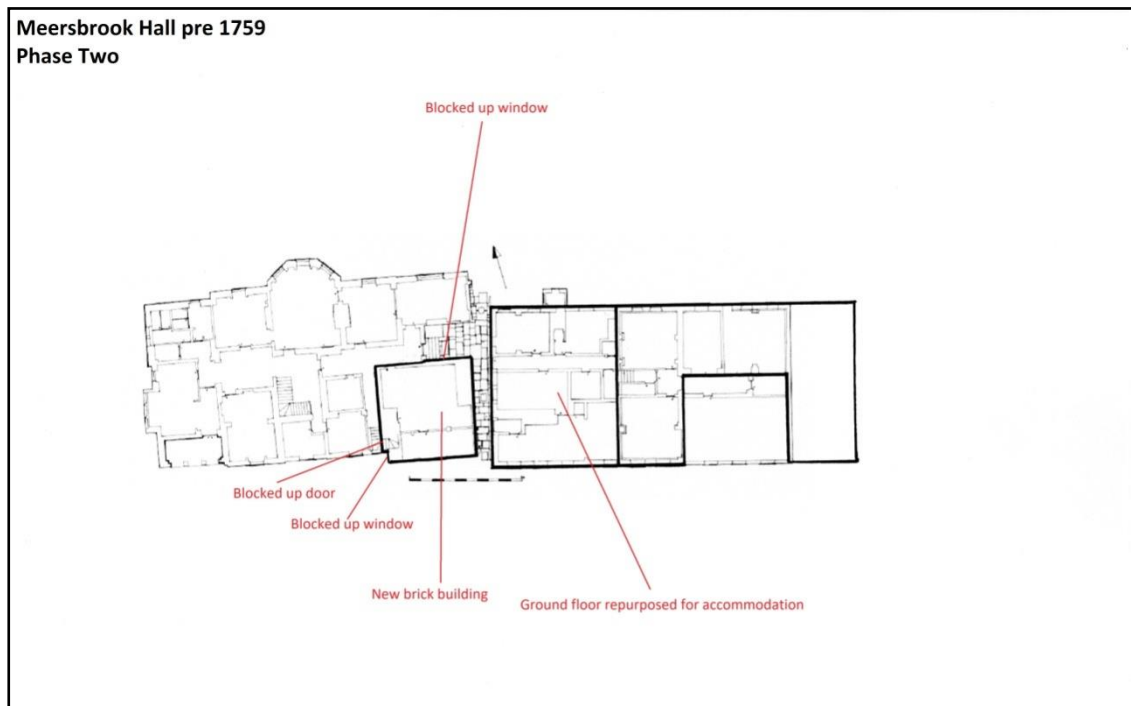 Meersbrook Hall pre 1759
Phase Two
Blocked up window
Blocked up door
Blocked up window
New brick building
Ground floor repurposed for accommodation